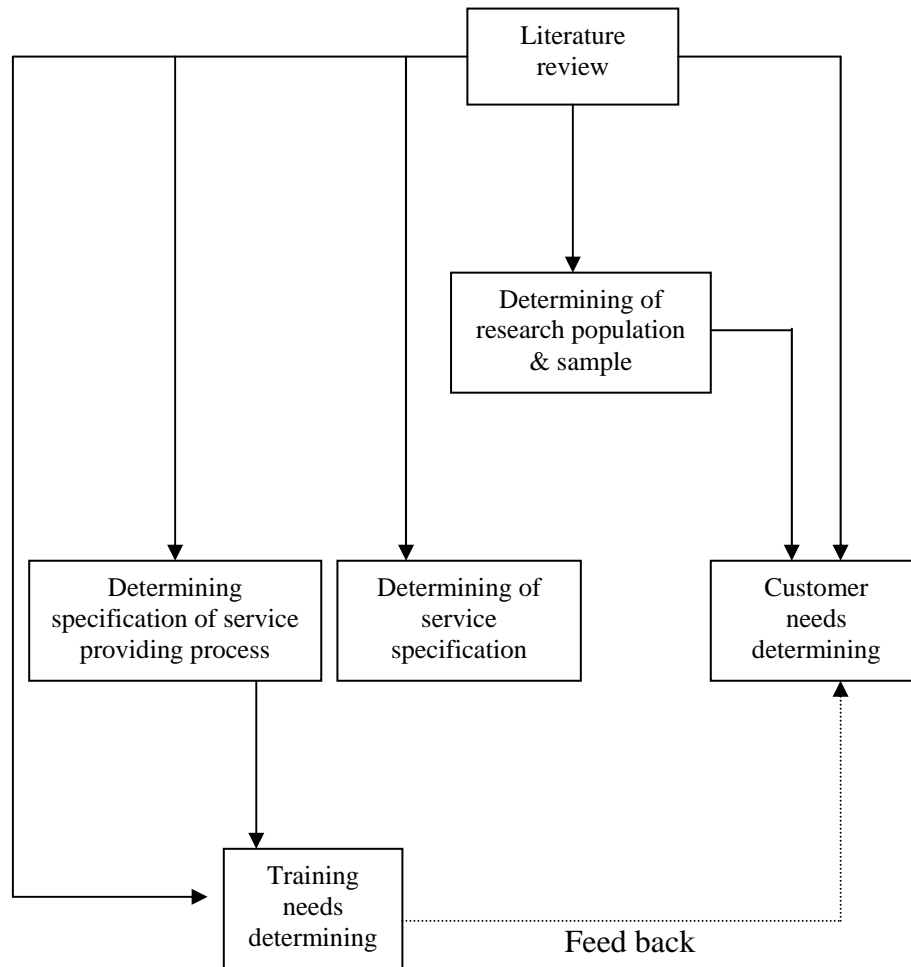 Literature
review
Determining of
research population
& sample
Determining
specification of service
providing process
Determining of
service
specification
Customer
needs
determining
Training
needs
determining
Feed back